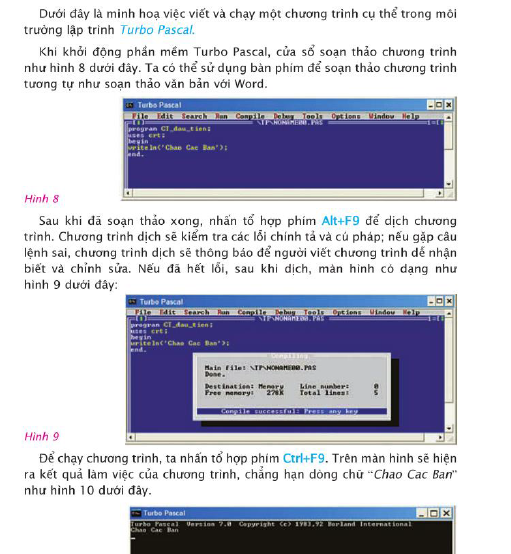 Dưới đây là minh hoạ việc viết và chạy một chương trình cụ thể trong môi
trường lập trình Turbo Pascal.
Khi khởi động phần mềm Turbo Pascal, cửa sổ soạn thảo chương trình
như hình 8 dưới đây. Ta có thể sử dụng bàn phím để soạn thảo chương trình
tương tự như soạn thảo văn bản với Word.
Turbo Pascal
File Edit Search Run Compile Debug Tools Options Window Help
\TP\NONAME00.PAS
program CT_dau_tien;
uses crt;
begin
writeln('Chao Cac Ban');
end.
Hình 8
Sau khi đã soạn thảo xong, nhấn tổ hợp phím Alt+F9 để dịch chương
trình. Chương trình dịch sẽ kiểm tra các lỗi chính tả và cú pháp; nếu gặp câu
lệnh sai, chương trình dịch sẽ thông báo để người viết chương trình dễ nhận
biết và chỉnh sửa. Nếu đã hết lỗi, sau khi dịch, màn hình có dạng như
hình 9 dưới đây:
Turbo Pascal
File Edit Search Run Compile Debug Tools Options Window Help
\TP\NONAME00.PAS
program CT_dau_tien;
uses crt;
begin
writeln('Chao Cac Ban');
end.
Compiling
Main file: \TP\NONAME00.PAS
Done.
Destination: Memory Line number: 0
Free memory: 270K Total lines: 5
Compile successful: Press any key
Hình 9
Để chạy chương trình, ta nhấn tổ hợp phím Ctrl+F9. Trên màn hình sẽ hiện
ra kết quả làm việc của chương trình, chẳng hạn dòng chữ “Chao Cac Ban”
như hình 10 dưới đây.
Turbo Pascal
Turbo Pascal Version 7.0 Copyright (c) 1983,92 Borland International
Chao Cac Ban